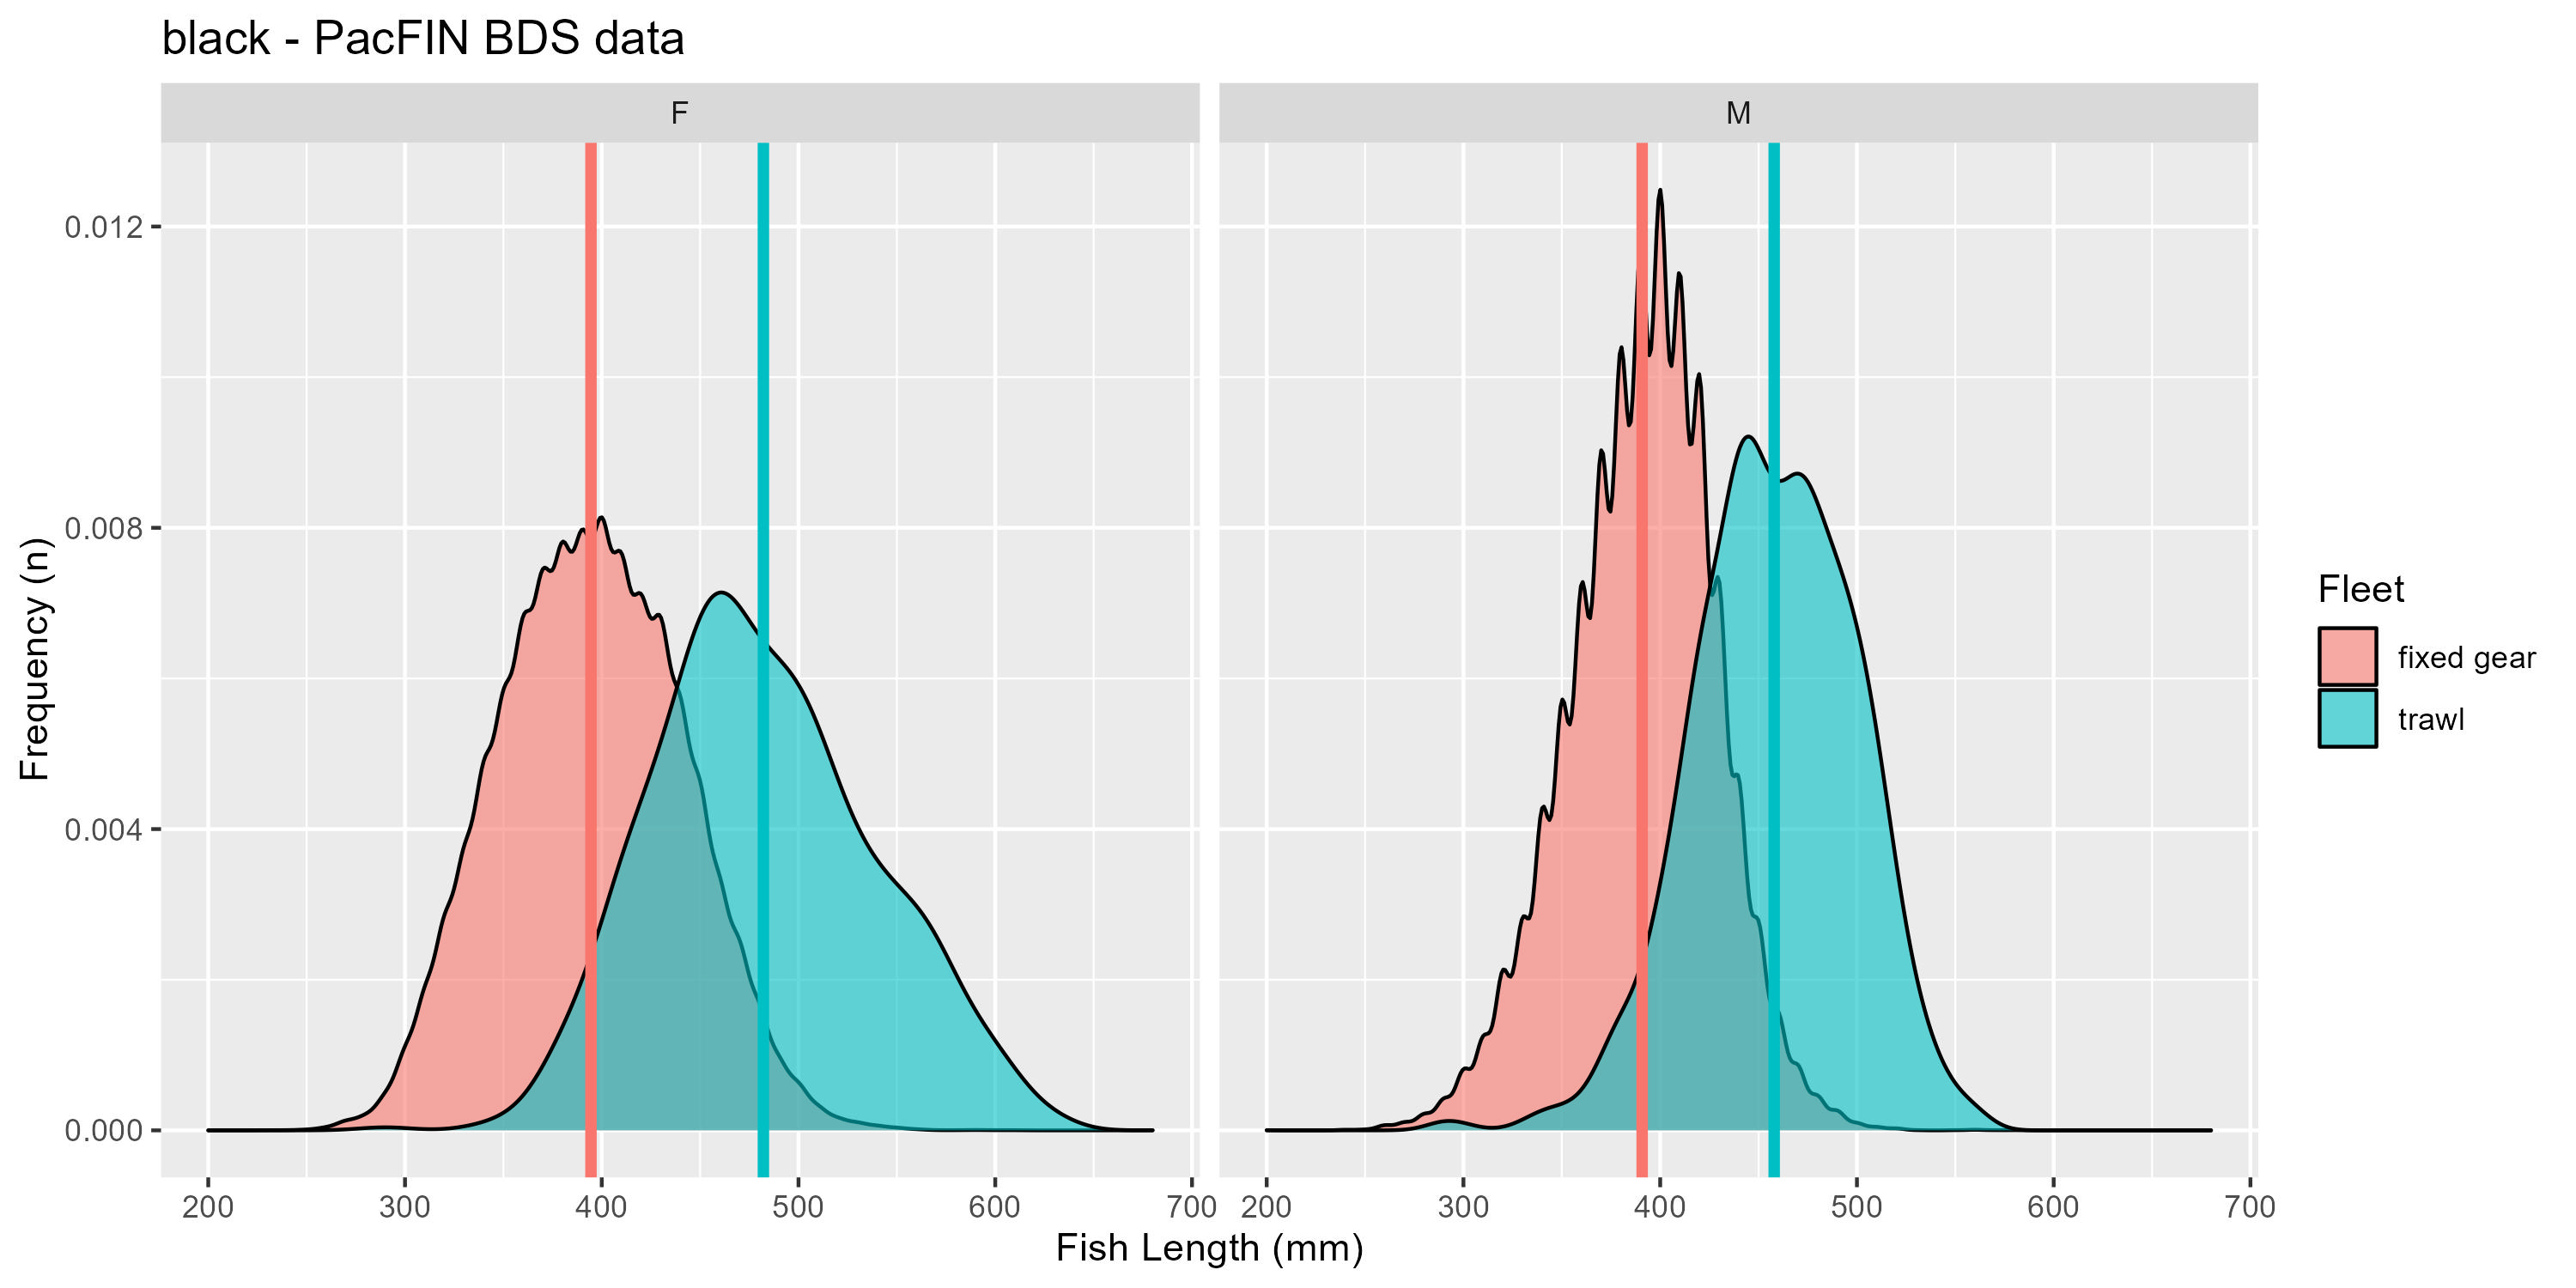 black - PacFIN BDS data
F
M
Frequency (n)
0.012
0.008
0.004
0.000
200 300 400 500 600 700
200 300 400 500 600 700
Fish Length (mm)
Fleet
fixed gear
trawl